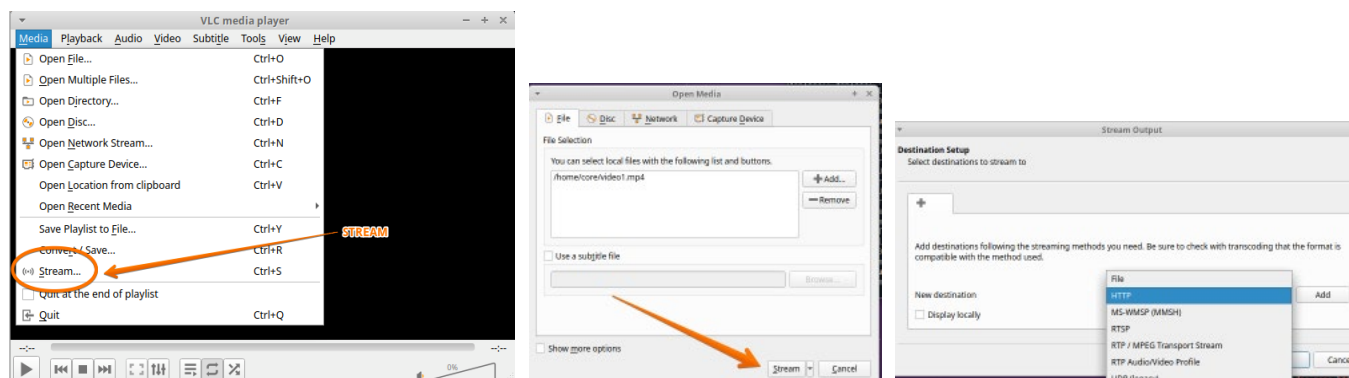 VLC media player
Media Playback Audio Video Subtitle Tools View Help
Open File... Ctrl+O
Open Multiple Files... Ctrl+Shift+O
Open Directory... Ctrl+F
Open Disc... Ctrl+D
Open Network Stream... Ctrl+N
Open Capture Device... Ctrl+C
Open Location from clipboard Ctrl+V
Open Recent Media
Save Playlist to File... Ctrl+Y
Convert / Save... Ctrl+R
Stream... Ctrl+S
Quit at the end of playlist
Quit Ctrl+Q
STREAM
--:-- --:--
0%
Open Media
File Disc Network Capture Device
File Selection
You can select local files with the following list and buttons.
/home/core/video1.mp4
Add...
Remove
Use a subtitle file
Browse...
Show more options
Stream Cancel
Stream Output
Destination Setup
Select destinations to stream to
Add destinations following the streaming methods you need. Be sure to check with transcoding that the format is
compatible with the method used.
New destination
File
HTTP
MS-WMSP (MMSH)
RTSP
RTP / MPEG Transport Stream
RTP Audio/Video Profile
Add
Display locally